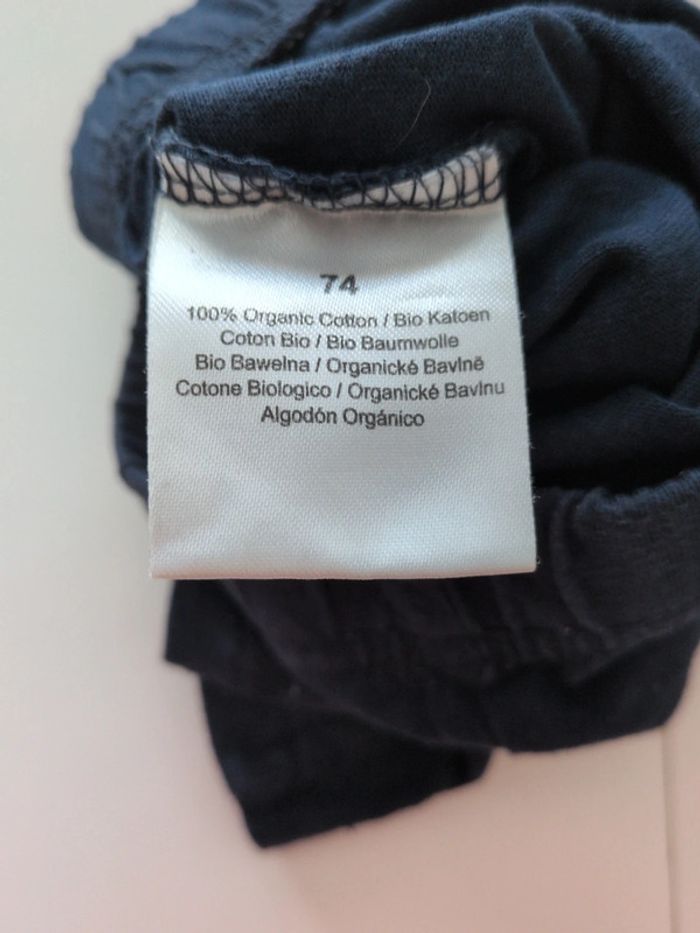 74
100% Organic Cotton / Bio Katoen
Coton Bio / Bio Baumwolle
Bio Bawelna / Organické Bavlně
Cotone Biologico / Organické Bavlnu
Algodón Orgánico